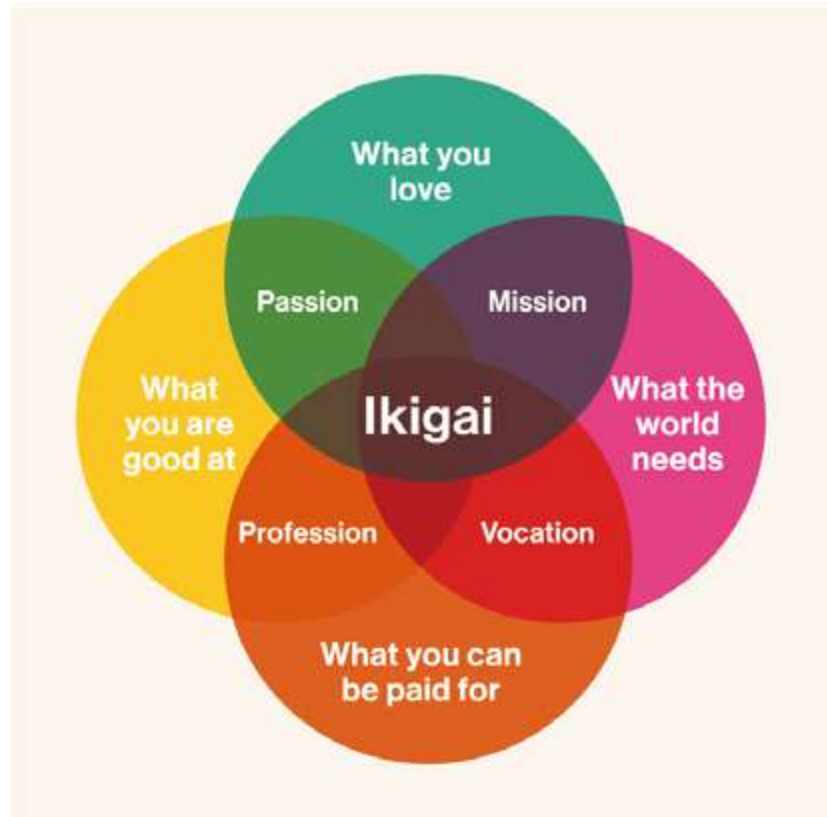 What you
love
Passion
Mission
What
you are
good at
Ikigai
What the
world
needs
Profession
Vocation
What you can
be paid for